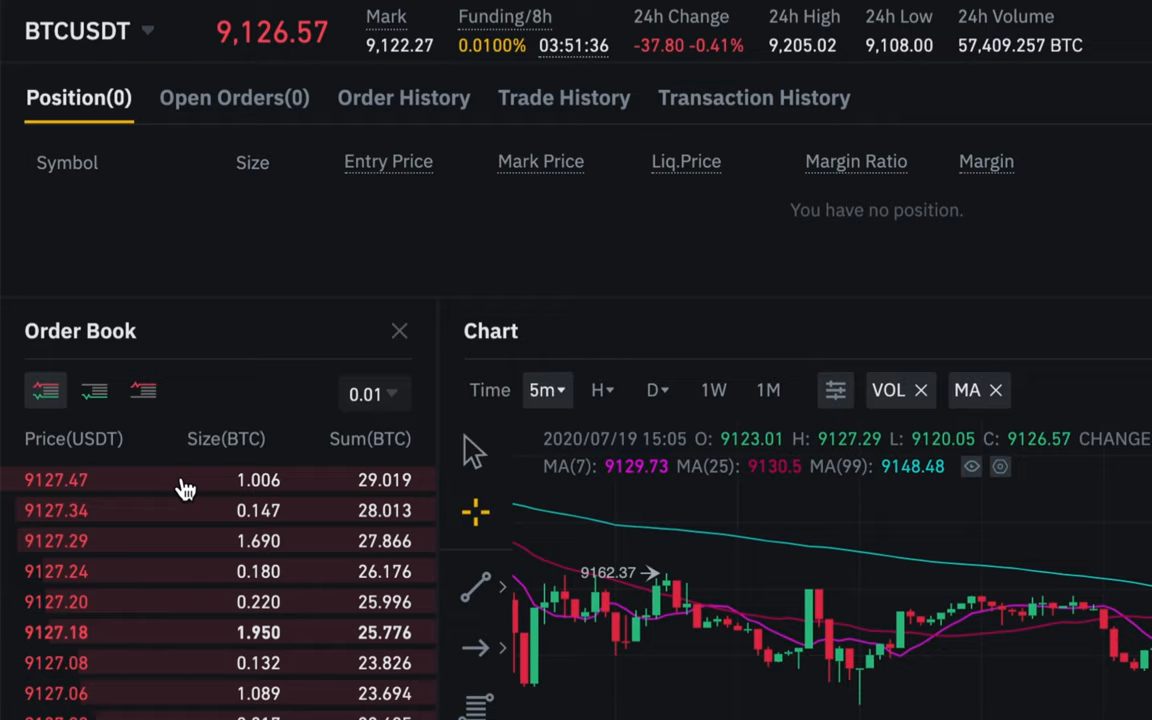 BTCUSDT 9,126.57 Mark Funding/8h 24h Change 24h High 24h Low 24h Volume
9,122.27 0.0100% 03:51:36 -37.80 -0.41% 9,205.02 9,108.00 57,409.257 BTC
Position(0) Open Orders(0) Order History Trade History Transaction History
Symbol Size Entry Price Mark Price Liq.Price Margin Ratio Margin
You have no position.
Order Book
0.01
Price(USDT) Size(BTC) Sum(BTC)
9127.47 1.006 29.019
9127.34 0.147 28.013
9127.29 1.690 27.866
9127.24 0.180 26.176
9127.20 0.220 25.996
9127.18 1.950 25.776
9127.08 0.132 23.826
9127.06 1.089 23.694
Chart
Time 5m H D 1W 1M VOL MA
2020/07/19 15:05 O: 9123.01 H: 9127.29 L: 9120.05 C: 9126.57 CHANGE
MA(7): 9129.73 MA(25): 9130.5 MA(99): 9148.48
9162.37